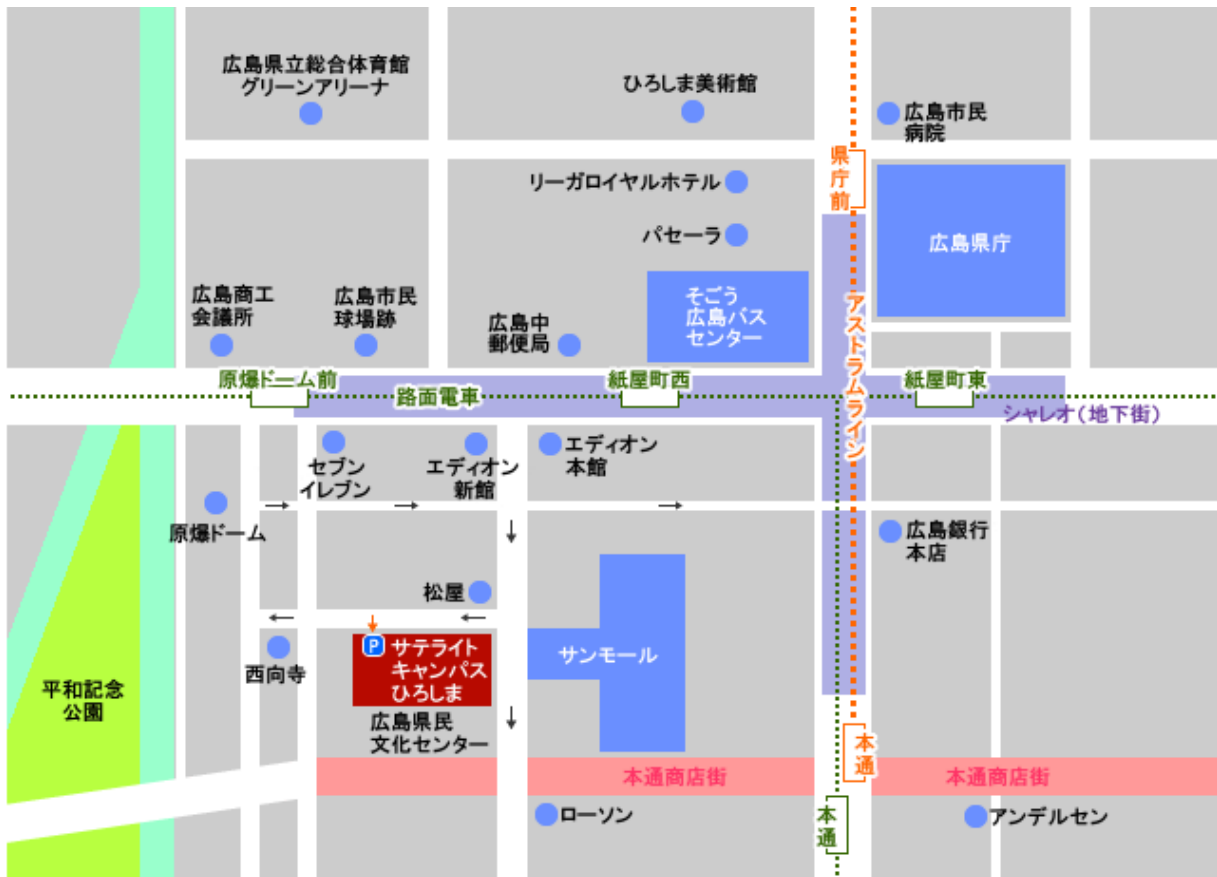 広島県立総合体育館
グリーンアリーナ
ひろしま美術館
広島市民
病院
県庁前
リーガロイヤルホテル
パセーラ
広島県庁
広島商工
会議所
広島市民
球場跡
広島中
郵便局
そごう
広島バス
センター
アストラムライン
原爆ドーム前
路面電車
紙屋町西
紙屋町東
シャレオ(地下街)
セブン
イレブン
エディオン
新館
エディオン
本館
原爆ドーム
広島銀行
本店
松屋
西向寺
P
サテライト
キャンパス
ひろしま
サンモール
平和記念
公園
広島県民
文化センター
本通
本通商店街
本通商店街
ローソン
本通
アンデルセン